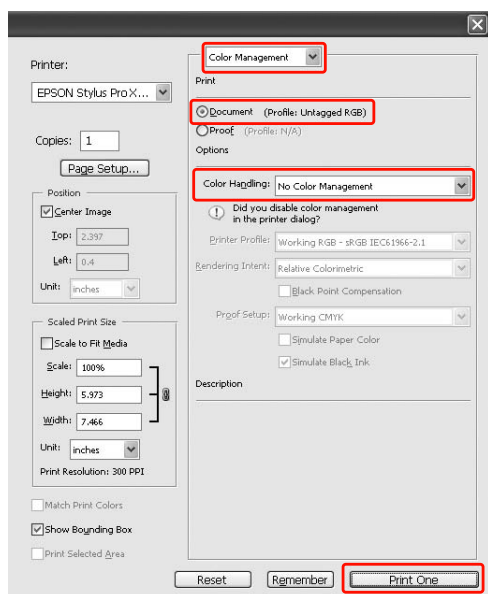 Printer:
EPSON Stylus Pro X...
Copies: 1
Page Setup...
Position
Center Image
Top: 2.397
Left: 0.4
Unit: inches
Scaled Print Size
Scale to Fit Media
Scale: 100%
Height: 5.973
Width: 7.466
Unit: inches
Print Resolution: 300 PPI
Match Print Colors
Show Bounding Box
Print Selected Area
Color Management
Print
Document (Profile: Untagged RGB)
Proof (Profile: N/A)
Options
Color Handling: No Color Management
Did you disable color management
in the printer dialog?
Printer Profile: Working RGB - sRGB IEC61966-2.1
Rendering Intent: Relative Colorimetric
Black Point Compensation
Proof Setup: Working CMYK
Simulate Paper Color
Simulate Black Ink
Description
Reset Remember Print One